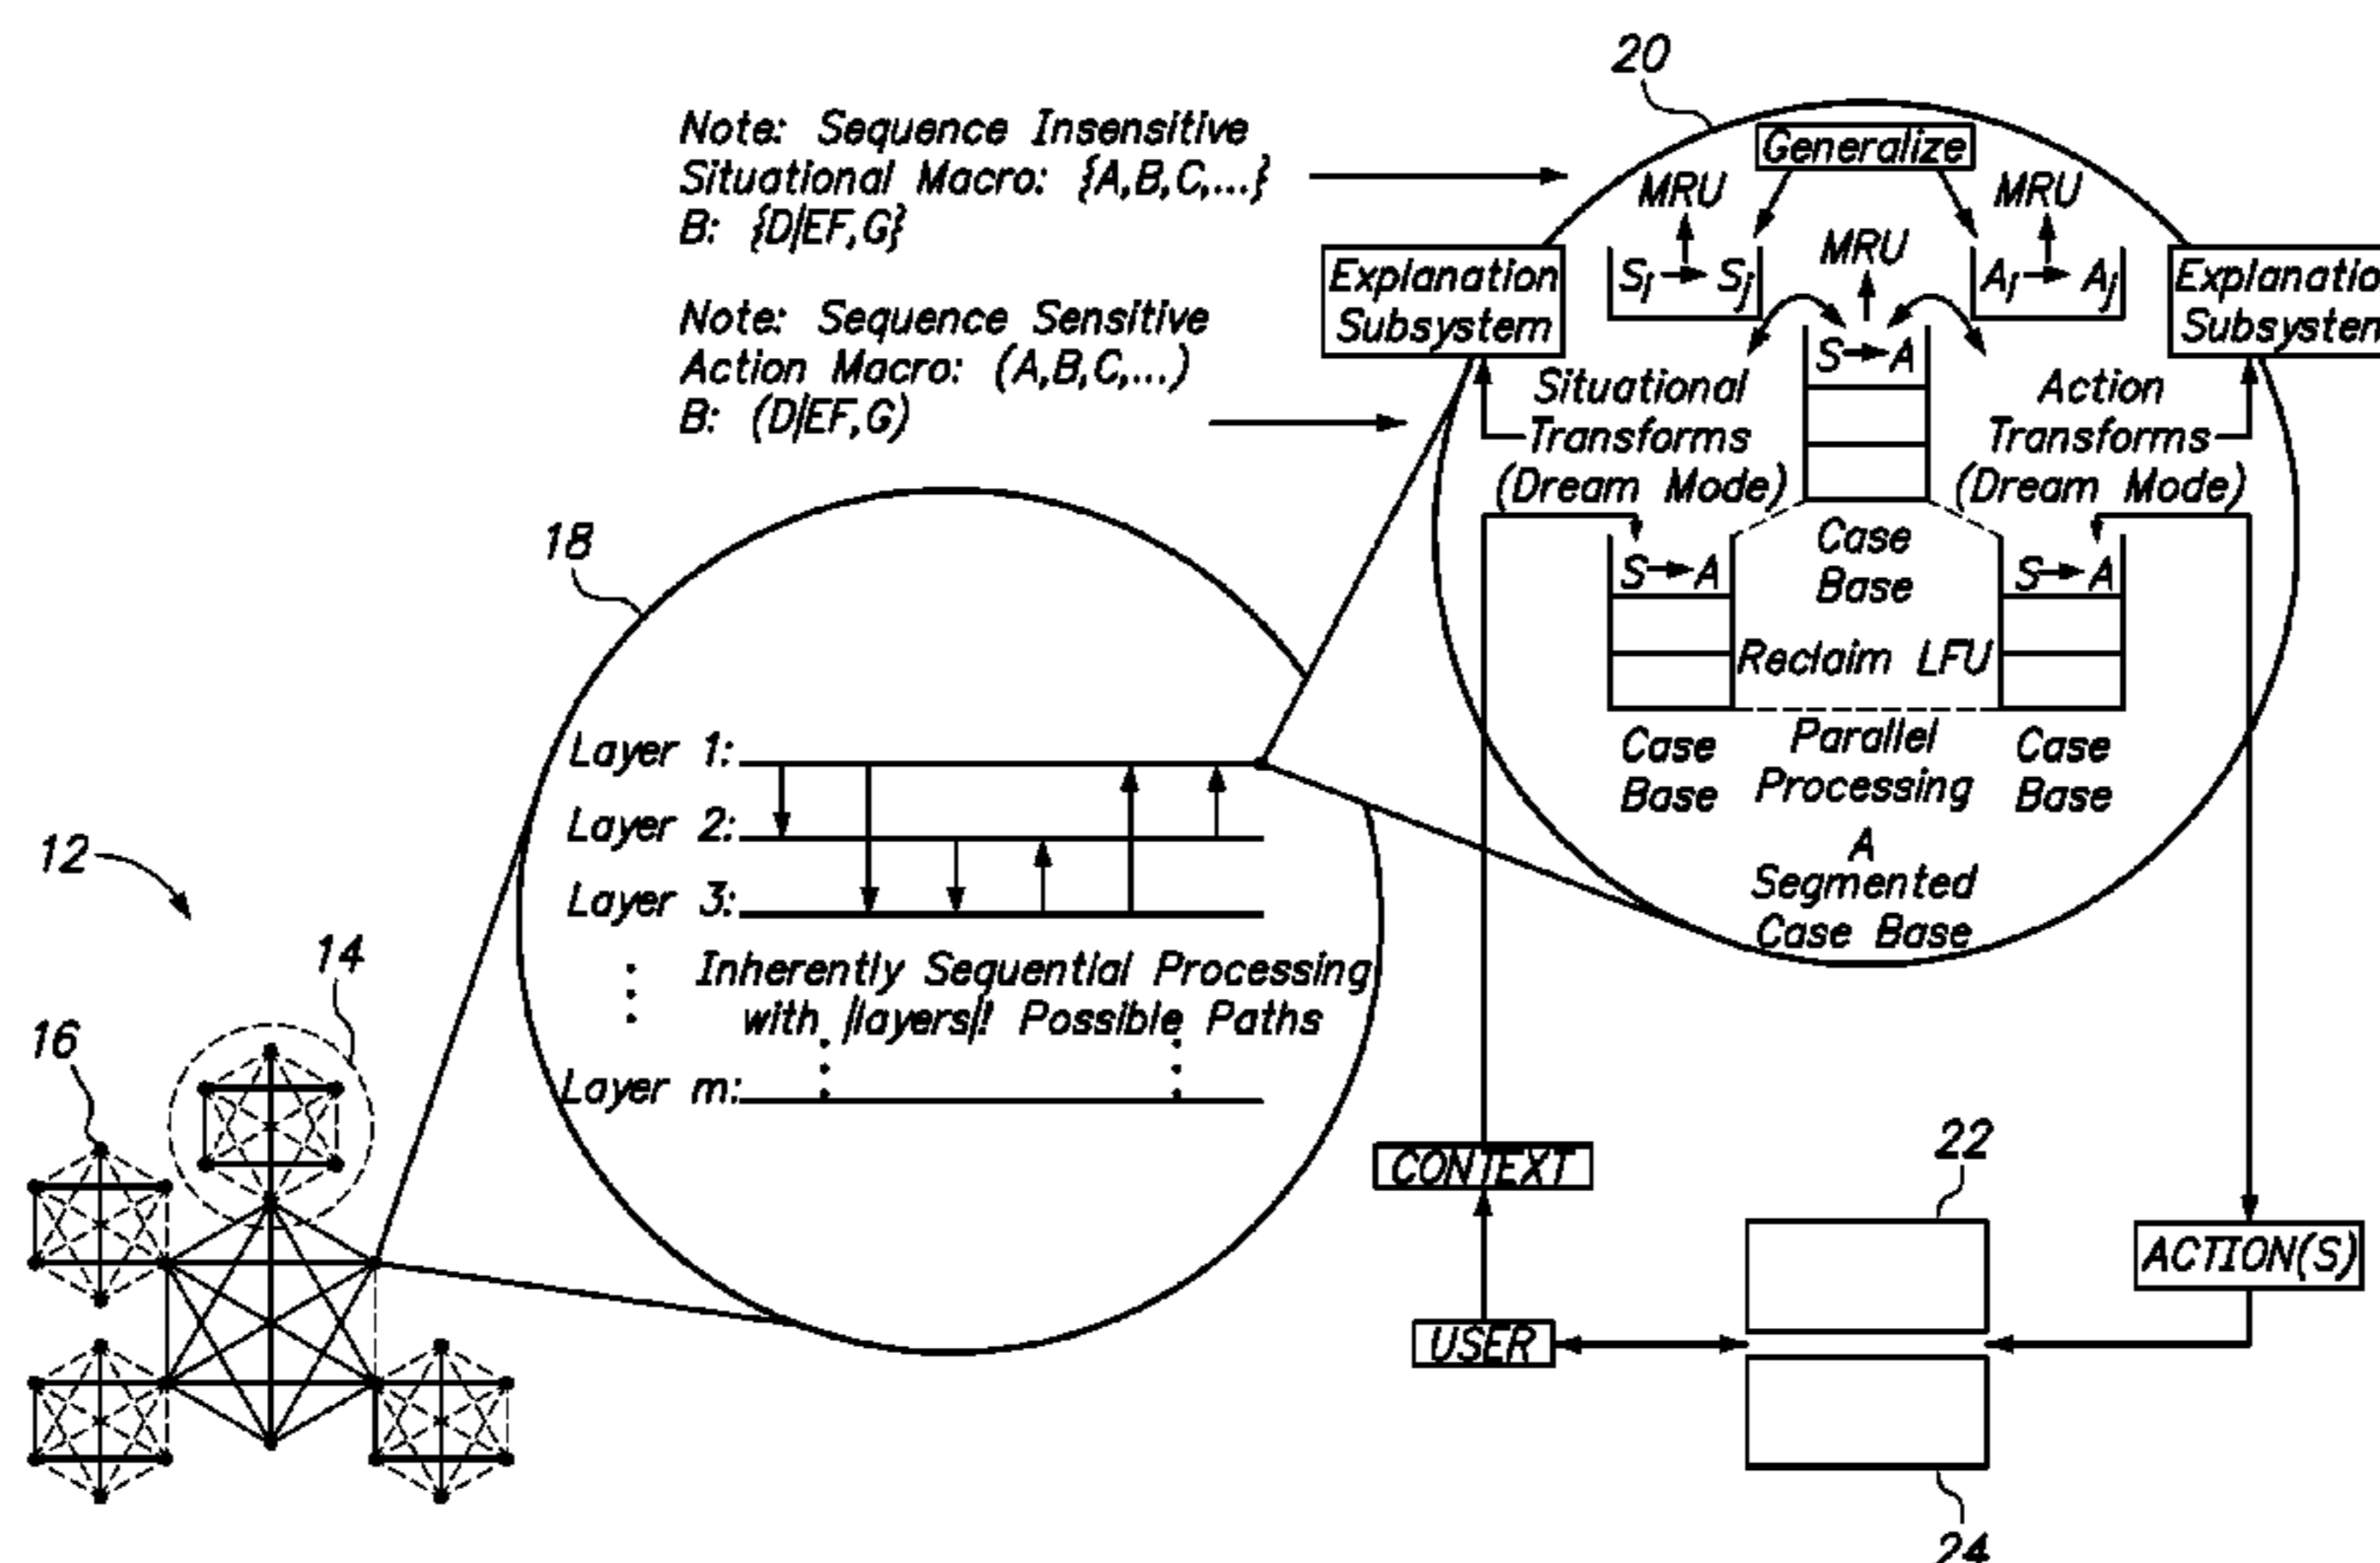 20
Note: Sequence Insensitive
Situational Macro: {A,B,C,...}
B: {D|EF,G}
Note: Sequence Sensitive
Action Macro: (A,B,C,...)
B: (D|EF,G)
Generalize
MRU
MRU
MRU
Explanation
Subsystem
Si → Sj
Ai → Aj
Explanatio
Subsysten
S → A
Situational
Transforms
(Dream Mode)
Action
Transforms
(Dream Mode)
Case
Base
S → A
S → A
Reclaim LFU
Case
Base
Parallel
Processing
Case
Base
A
Segmented
Case Base
18
Layer 1:
Layer 2:
Layer 3:
Inherently Sequential Processing
with |layers|! Possible Paths
Layer m:
12
14
16
CONTEXT
USER
22
24
ACTION(S)